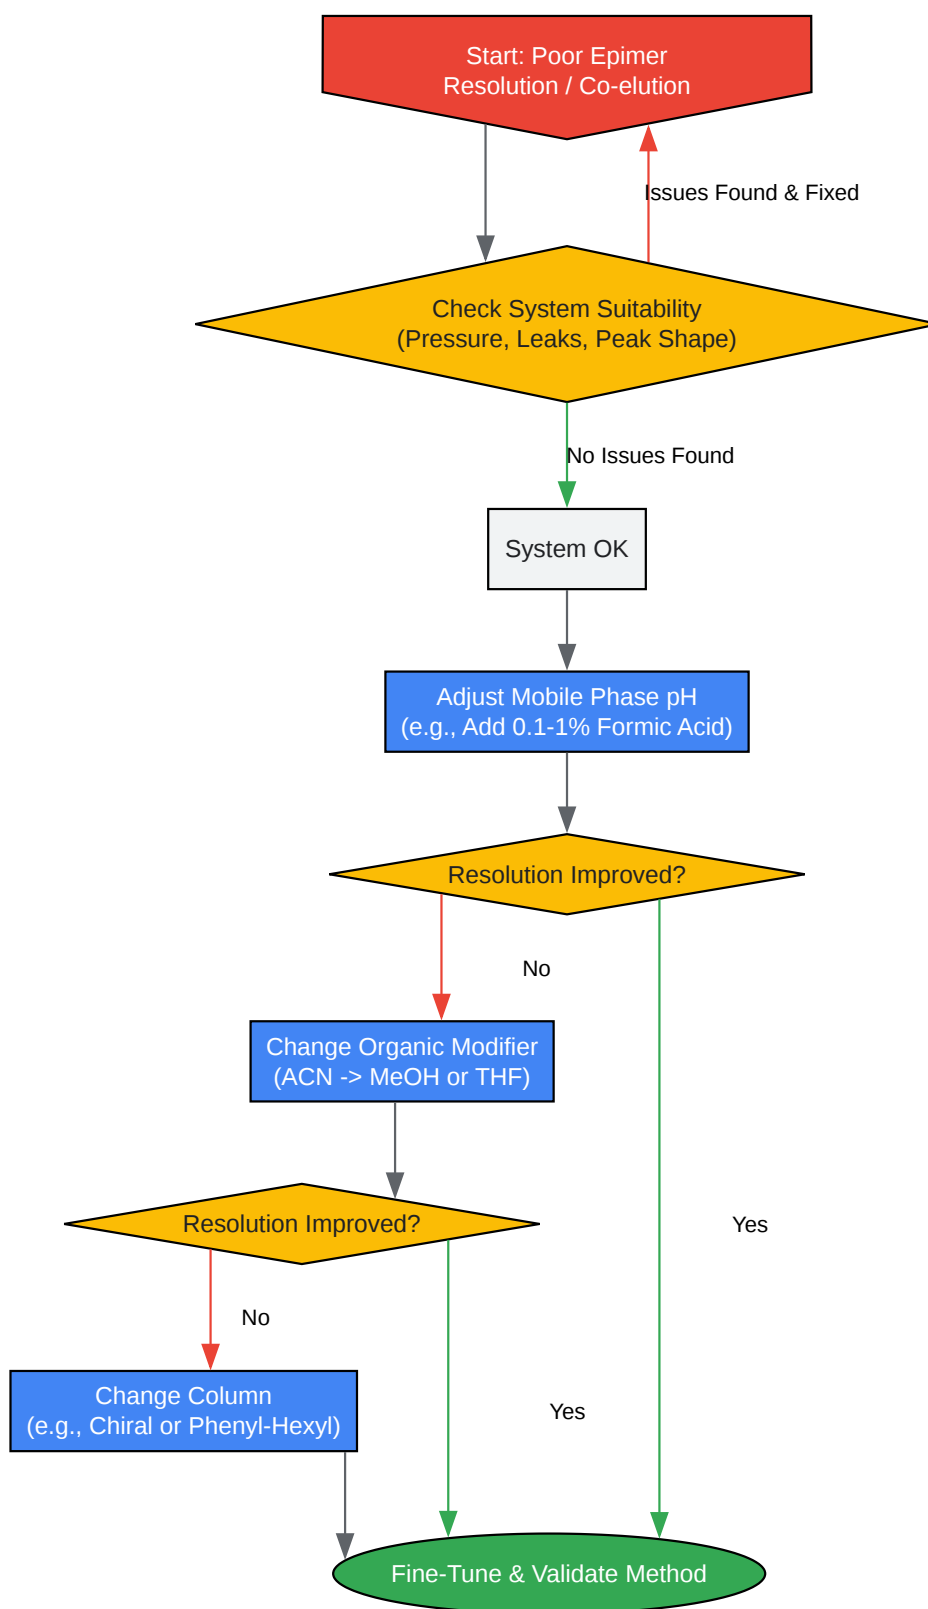 Start: Poor Epimer
Resolution / Co-elution
Issues Found & Fixed
Check System Suitability
(Pressure, Leaks, Peak Shape)
No Issues Found
System OK
Adjust Mobile Phase pH
(e.g., Add 0.1-1% Formic Acid)
Resolution Improved?
No
Change Organic Modifier
(ACN -> MeOH or THF)
Resolution Improved?
Yes
No
Change Column
(e.g., Chiral or Phenyl-Hexyl)
Yes
Fine-Tune & Validate Method